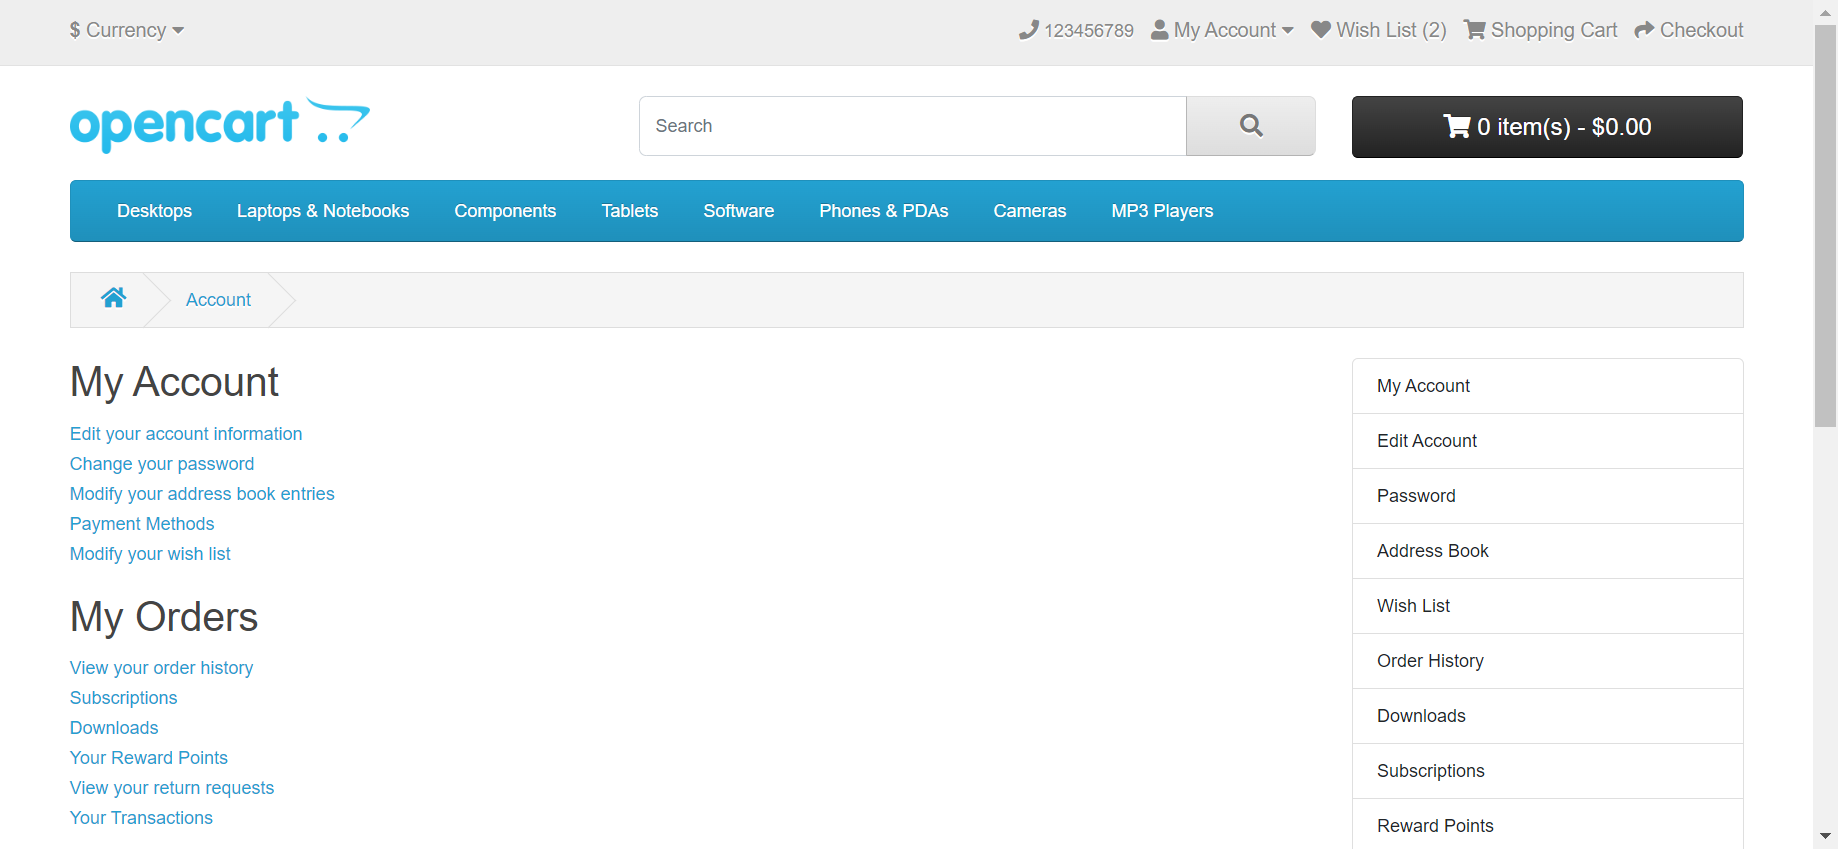 $ Currency
123456789 My Account Wish List (2) Shopping Cart Checkout
opencart
Search
0 item(s) - $0.00
Desktops Laptops & Notebooks Components Tablets Software Phones & PDAs Cameras MP3 Players
Account
My Account
Edit your account information
Change your password
Modify your address book entries
Payment Methods
Modify your wish list
My Orders
View your order history
Subscriptions
Downloads
Your Reward Points
View your return requests
Your Transactions
My Account
Edit Account
Password
Address Book
Wish List
Order History
Downloads
Subscriptions
Reward Points